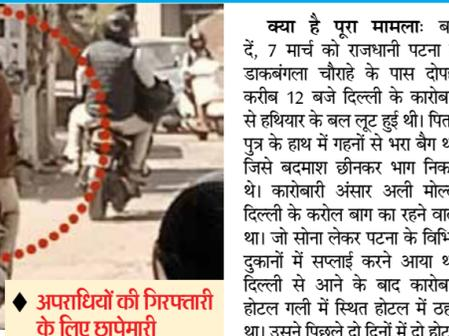 क्या है पूरा मामलाः
दें, 7 मार्च को राजधानी पटना
डाकबंगला चौराहे के पास
करीब 12 बजे दिल्ली के
से हथियार के बल लूट हुई थी।
पुत्र के हाथ में गहनों से भरा बैग
जिसे बदमाश छीनकर भाग
थे। कारोबारी अंसार अली
दिल्ली के करोल बाग का रहने
था। जो सोना लेकर पटना के
दुकानों में सप्लाई करने आया
दिल्ली से आने के बाद
होटल गली में स्थित होटल में
था। उसने पिछले दो दिनों में दो
♦ अपराधियों की गिरफ्तारी
के लिए छापेमारी